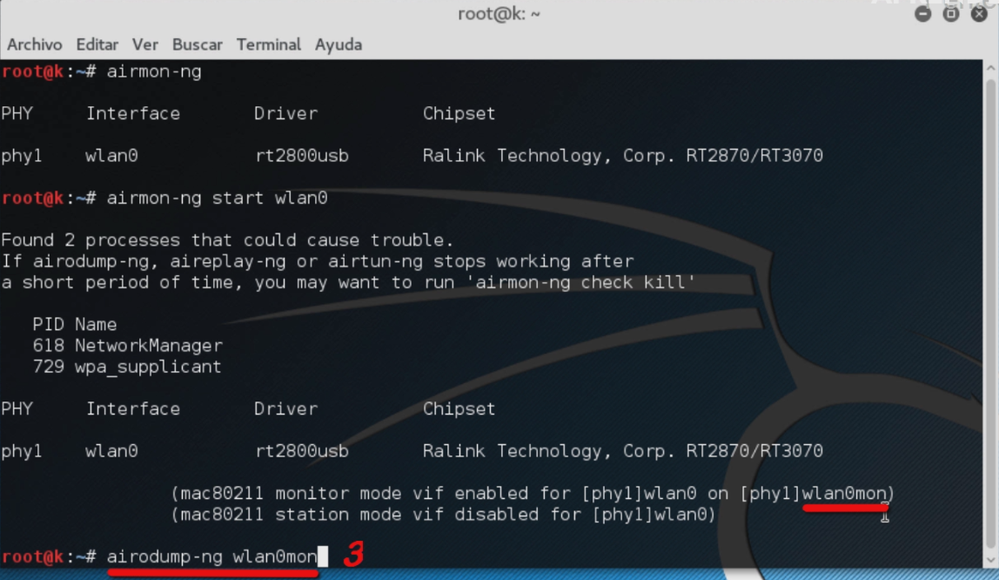 root@k: ~
Archivo Editar Ver Buscar Terminal Ayuda
root@k:~# airmon-ng
PHY Interface Driver Chipset
phy1 wlan0 rt2800usb Ralink Technology, Corp. RT2870/RT3070
root@k:~# airmon-ng start wlan0
Found 2 processes that could cause trouble.
If airodump-ng, aireplay-ng or airtun-ng stops working after
a short period of time, you may want to run 'airmon-ng check kill'
PID Name
618 NetworkManager
729 wpa_supplicant
PHY Interface Driver Chipset
phy1 wlan0 rt2800usb Ralink Technology, Corp. RT2870/RT3070
(mac80211 monitor mode vif enabled for [phy1]wlan0 on [phy1]wlan0mon)
(mac80211 station mode vif disabled for [phy1]wlan0)
root@k:~# airodump-ng wlan0mon 3